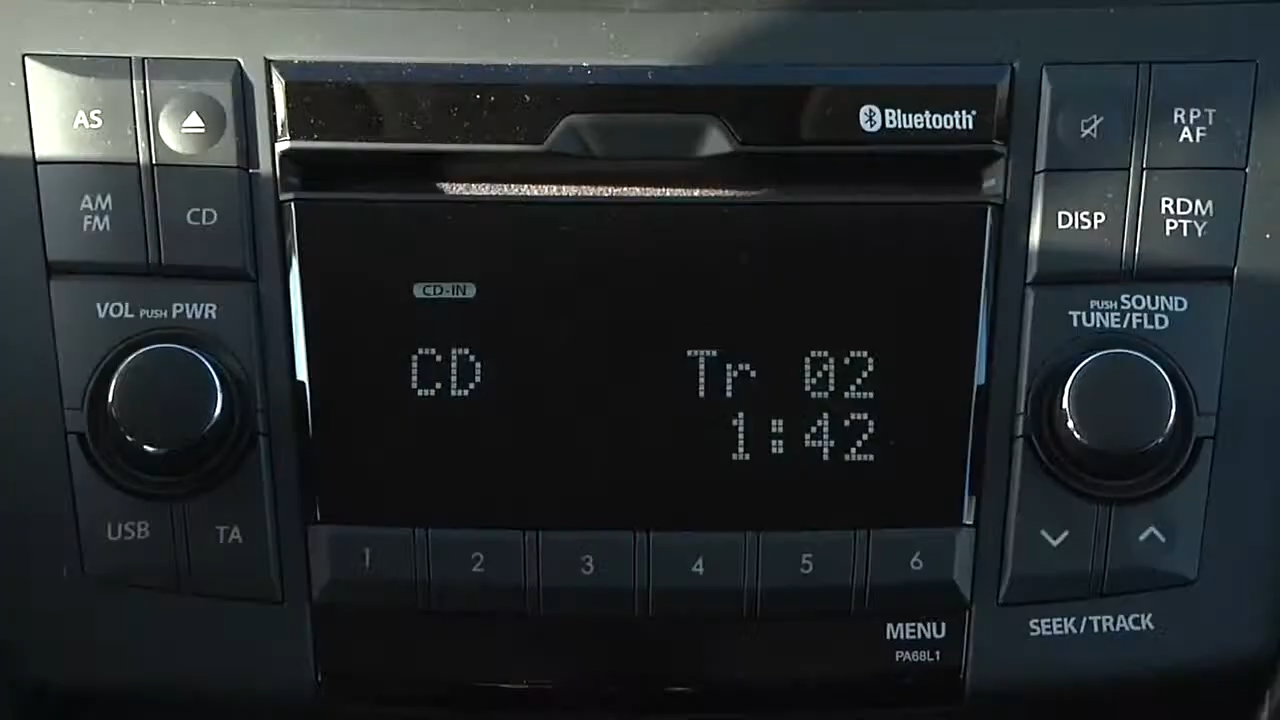 AS
Bluetooth
RPT
AF
AM
FM
CD
DISP
RDM
PTY
CD-IN
VOL PUSH PWR
PUSH SOUND
TUNE/FLD
CD Tr 02
1:42
USB TA
1 2 3 4 5 6
MENU
PA68L1
SEEK/TRACK